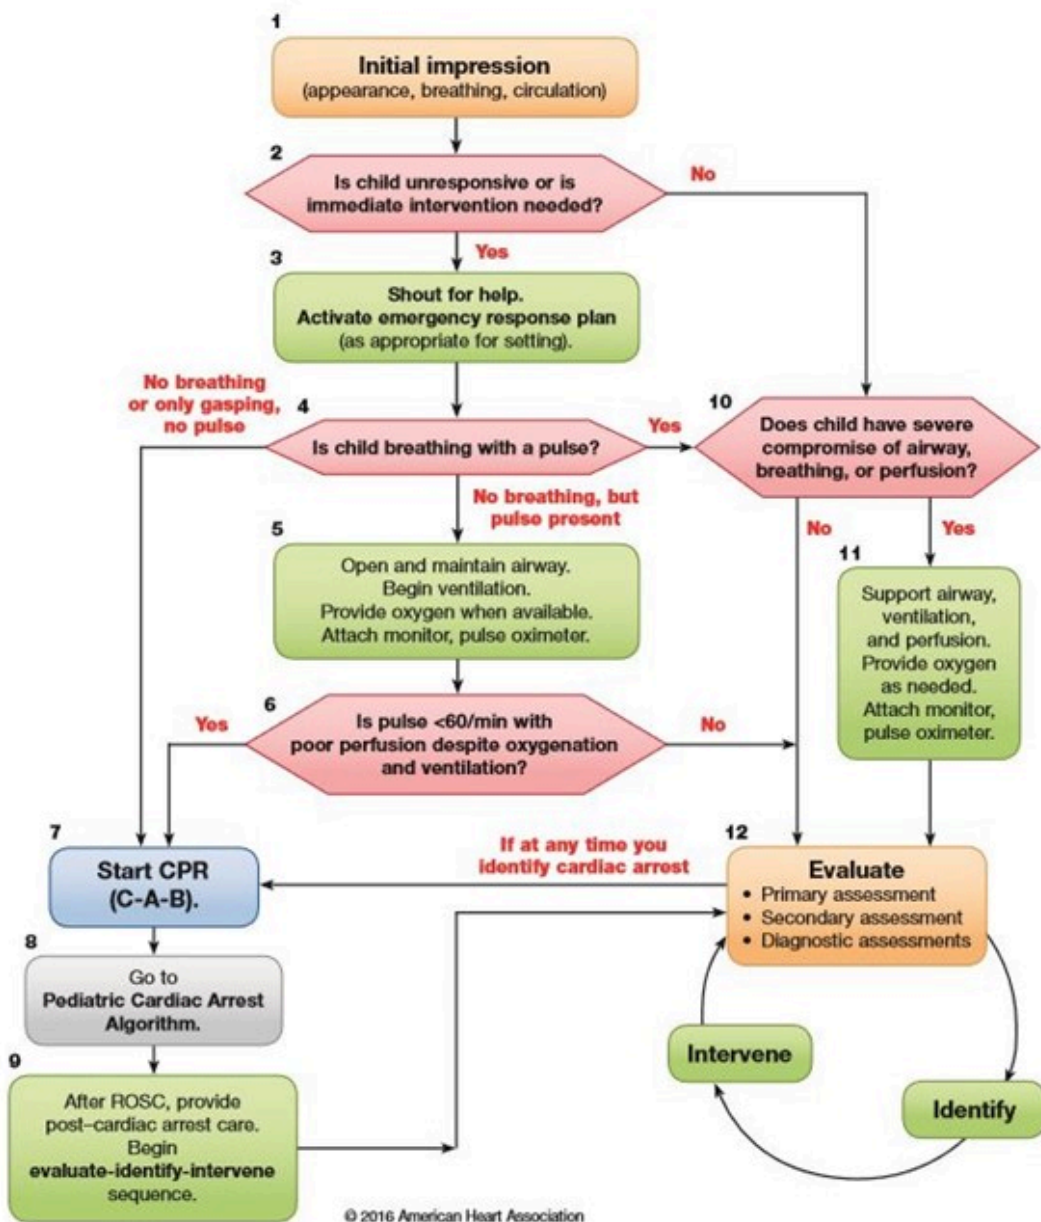 1
Initial impression
(appearance, breathing, circulation)
2
Is child unresponsive or is
immediate intervention needed?
No
Yes
3
Shout for help.
Activate emergency response plan
(as appropriate for setting).
No breathing
or only gasping,
no pulse
4
Is child breathing with a pulse?
Yes
10
Does child have severe
compromise of airway,
breathing, or perfusion?
No breathing, but
pulse present
No
Yes
5
Open and maintain airway.
Begin ventilation.
Provide oxygen when available.
Attach monitor, pulse oximeter.
11
Support airway,
ventilation,
and perfusion.
Provide oxygen
as needed.
Attach monitor,
pulse oximeter.
6
Yes
Is pulse <60/min with
poor perfusion despite oxygenation
and ventilation?
No
7
Start CPR
(C-A-B).
If at any time you
identify cardiac arrest
12
Evaluate
• Primary assessment
• Secondary assessment
• Diagnostic assessments
8
Go to
Pediatric Cardiac Arrest
Algorithm.
Intervene
Identify
9
After ROSC, provide
post–cardiac arrest care.
Begin
evaluate-identify-intervene
sequence.
© 2016 American Heart Association